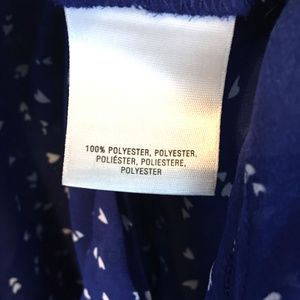 100% POLYESTER, POLYESTER,
POLIÉSTER, POLIESTERE,
POLYESTER